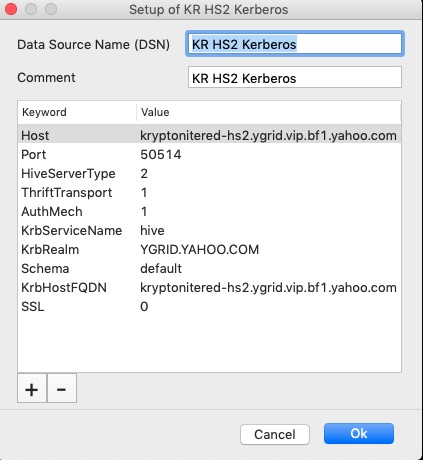 Setup of KR HS2 Kerberos
Data Source Name (DSN) KR HS2 Kerberos
Comment KR HS2 Kerberos
Keyword Value
Host kryptonitered-hs2.ygrid.vip.bf1.yahoo.com
Port 50514
HiveServerType 2
ThriftTransport 1
AuthMech 1
KrbServiceName hive
KrbRealm YGRID.YAHOO.COM
Schema default
KrbHostFQDN kryptonitered-hs2.ygrid.vip.bf1.yahoo.com
SSL 0
+ -
Cancel Ok